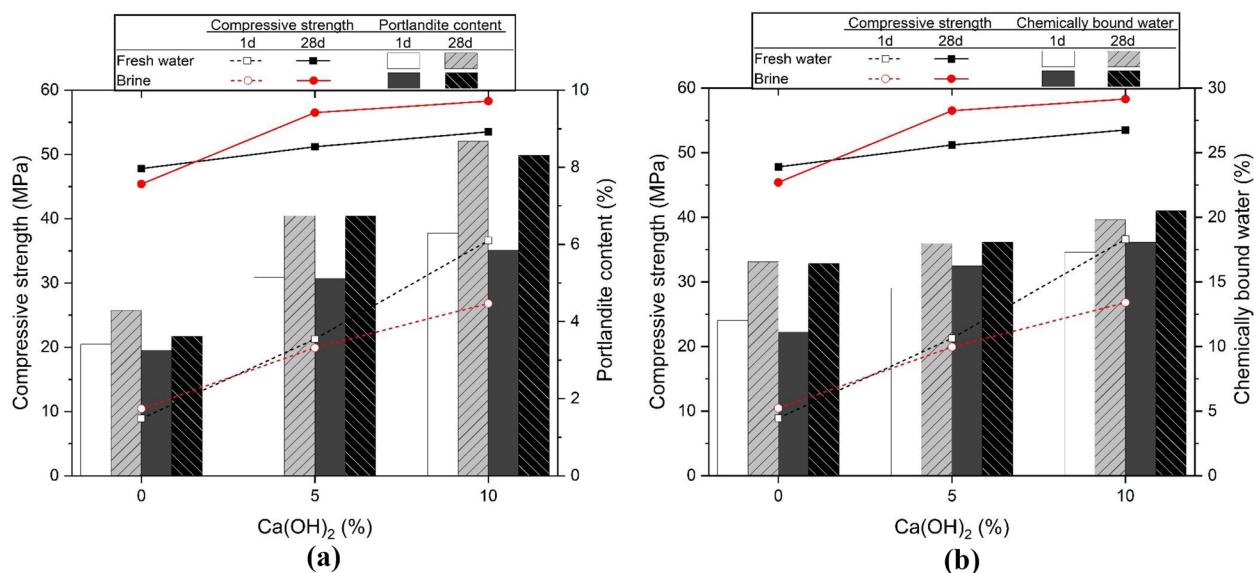 Compressive strength Portlandite content
1d 28d 1d 28d
Fresh water
Brine
60
50
40
30
20
10
0
Compressive strength (MPa)
10
8
6
4
2
0
Portlandite content (%)
0 5 10
Ca(OH)2 (%)
(a)
Compressive strength Chemically bound water
1d 28d 1d 28d
Fresh water
Brine
60
50
40
30
20
10
0
Compressive strength (MPa)
30
25
20
15
10
5
0
Chemically bound water (%)
0 5 10
Ca(OH)2 (%)
(b)